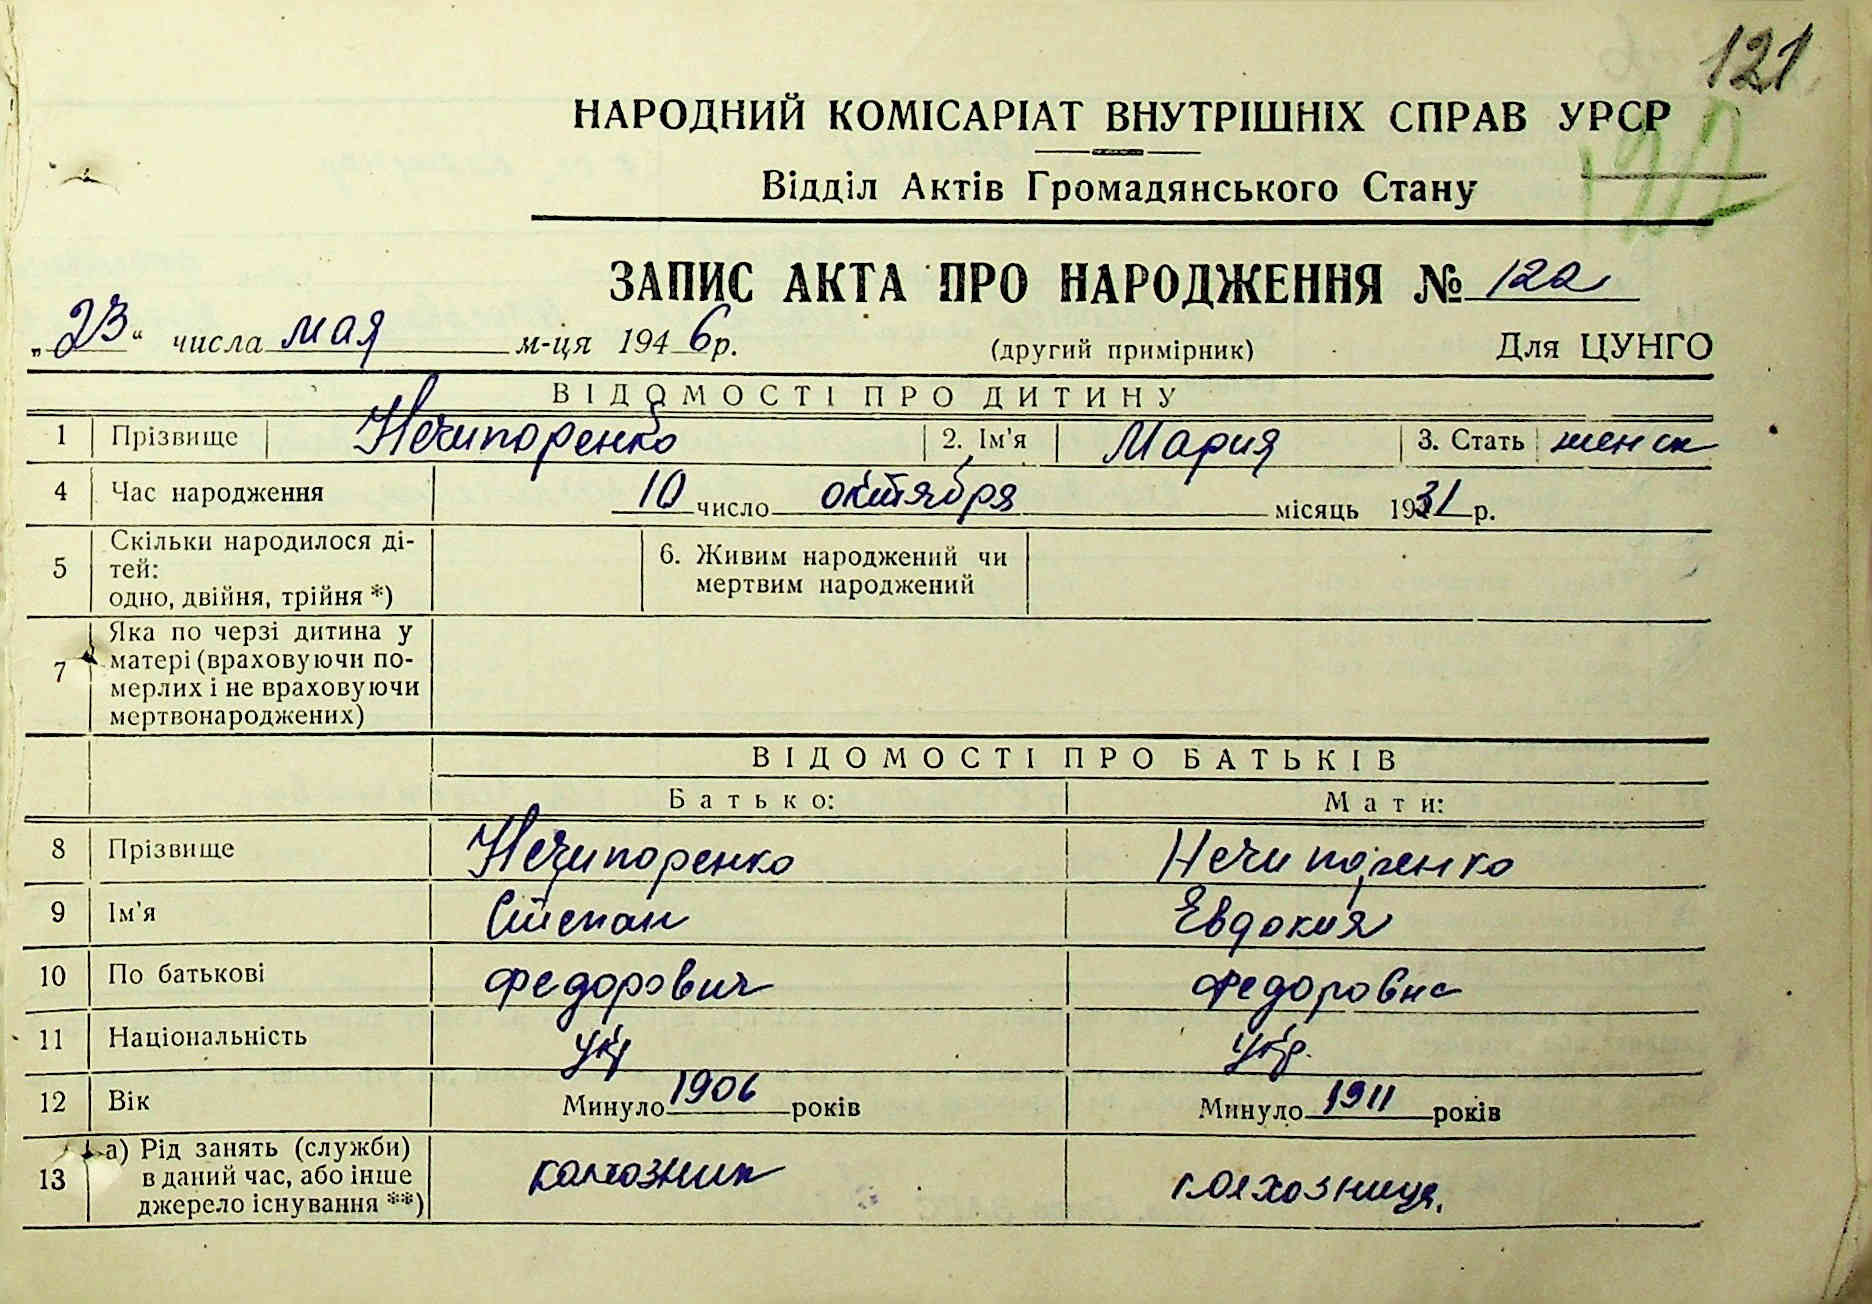 121
НАРОДНИЙ КОМІСАРІАТ ВНУТРІШНІХ СПРАВ УРСР
Відділ Актів Громадянського Стану
ЗАПИС АКТА ПРО НАРОДЖЕННЯ № 122
„23“ числа мая м-ця 1946р. (другий примірник) Для ЦУНГО
ВІДОМОСТІ ПРО ДИТИНУ
1 Прізвище Нечипоренко 2. Ім'я Мария 3. Стать женск
4 Час народження 10 число октября місяць 1931 р.
5 Скільки народилося ді-
тей:
одно, двійня, трійня *)
6. Живим народжений чи
мертвим народжений
7 Яка по черзі дитина у
матері (враховуючи по-
мерлих і не враховуючи
мертвонароджених)
ВІДОМОСТІ ПРО БАТЬКІВ
Батько: Мати:
8 Прізвище Нечипоренко Нечипоренко
9 Ім'я Степан Евдокия
10 По батькові Федорович Федоровна
11 Національність Укр Укр.
12 Вік Минуло 1906 років Минуло 1911 років
13 а) Рід занять (служби)
в даний час, або інше
джерело існування **)
колхозник колхозница.